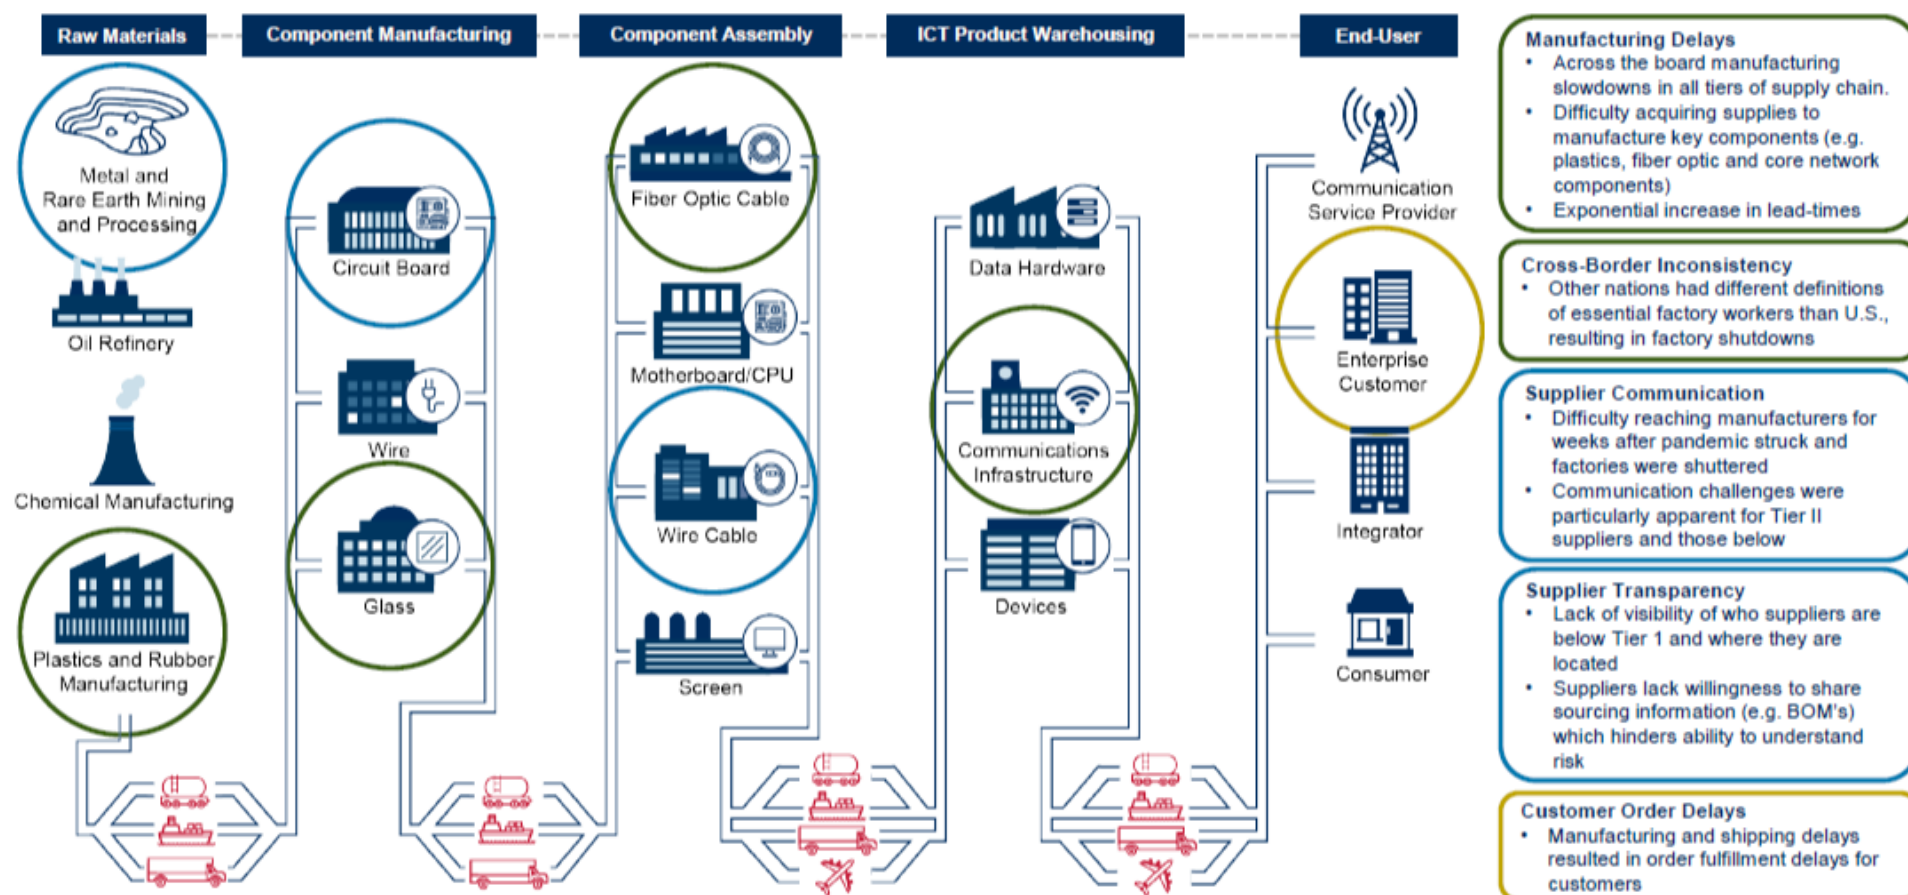 Raw Materials
Component Manufacturing
Component Assembly
ICT Product Warehousing
End-User
Metal and
Rare Earth Mining
and Processing
Oil Refinery
Chemical Manufacturing
Plastics and Rubber
Manufacturing
Circuit Board
Wire
Glass
Fiber Optic Cable
Motherboard/CPU
Wire Cable
Screen
Data Hardware
Communications
Infrastructure
Devices
Communication
Service Provider
Enterprise
Customer
Integrator
Consumer
Manufacturing Delays
• Across the board manufacturing
slowdowns in all tiers of supply chain.
• Difficulty acquiring supplies to
manufacture key components (e.g.
plastics, fiber optic and core network
components)
• Exponential increase in lead-times
Cross-Border Inconsistency
• Other nations had different definitions
of essential factory workers than U.S.,
resulting in factory shutdowns
Supplier Communication
• Difficulty reaching manufacturers for
weeks after pandemic struck and
factories were shuttered
• Communication challenges were
particularly apparent for Tier II
suppliers and those below
Supplier Transparency
• Lack of visibility of who suppliers are
below Tier 1 and where they are
located
• Suppliers lack willingness to share
sourcing information (e.g. BOM's)
which hinders ability to understand
risk
Customer Order Delays
• Manufacturing and shipping delays
resulted in order fulfillment delays for
customers